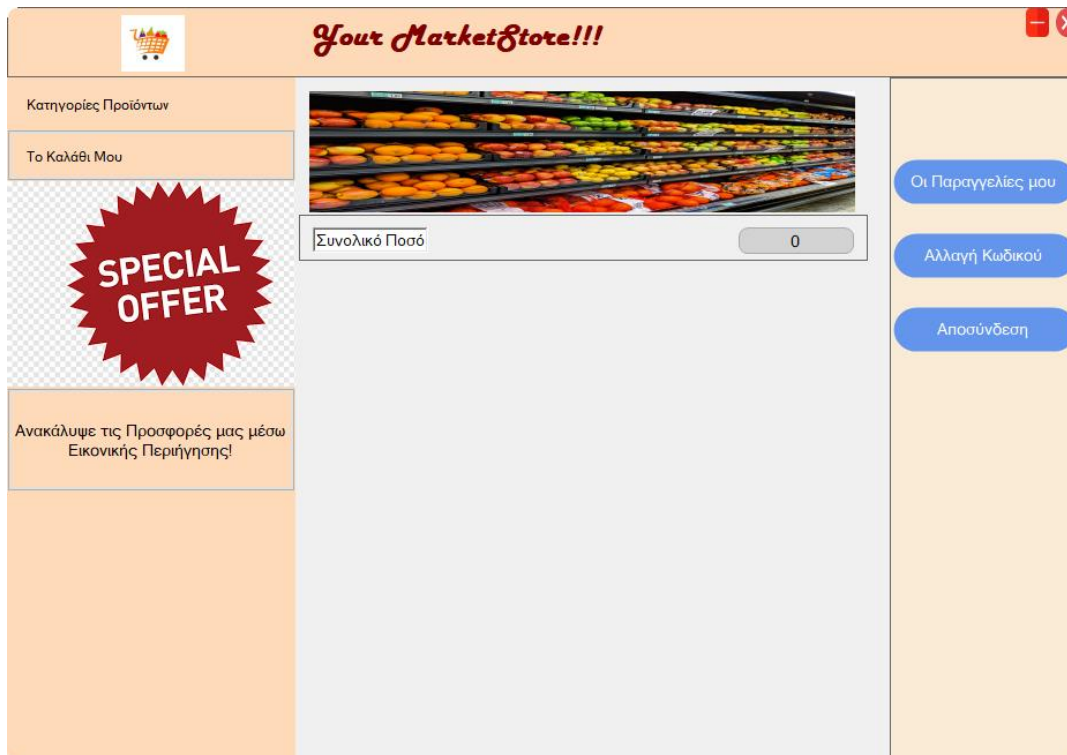 Your MarketStore!!!
Κατηγορίες Προϊόντων
Το Καλάθι Μου
SPECIAL
OFFER
Ανακάλυψε τις Προσφορές μας μέσω
Εικονικής Περιήγησης!
Συνολικό Ποσό
0
Οι Παραγγελίες μου
Αλλαγή Κωδικού
Αποσύνδεση